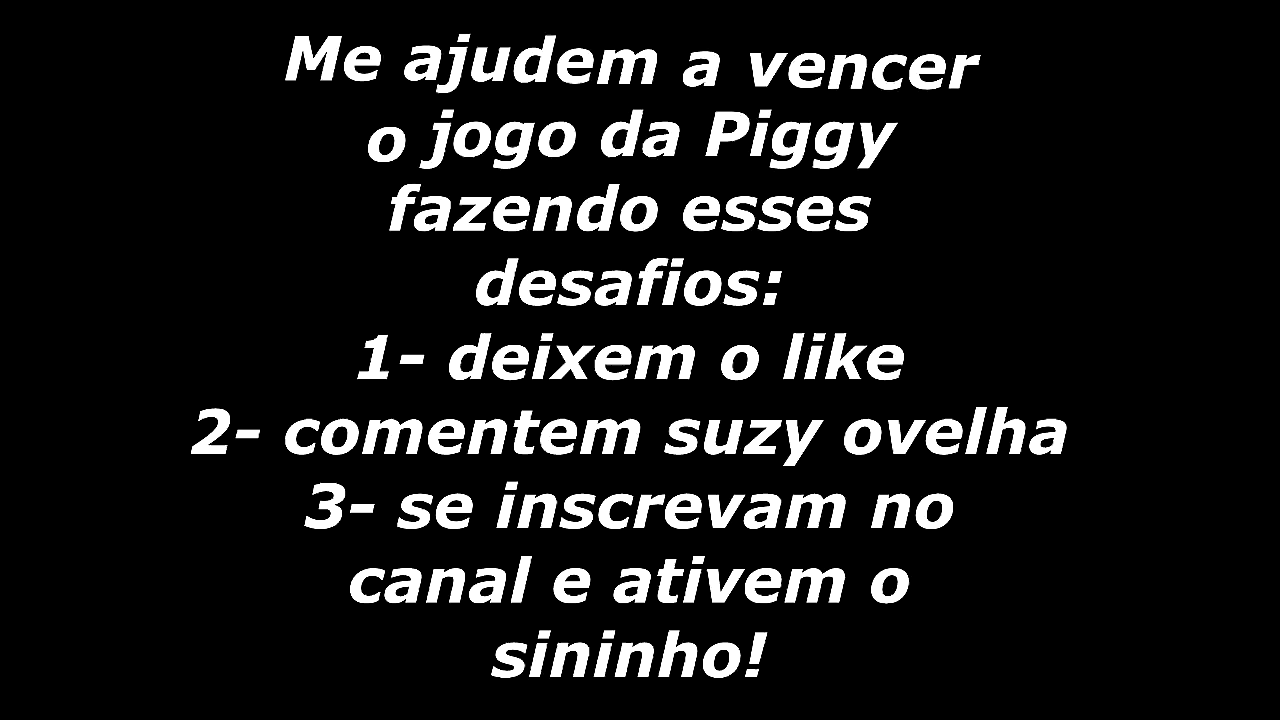 Me ajudem a vencer
o jogo da Piggy
fazendo esses
desafios:
1- deixem o like
2- comentem suzy ovelha
3- se inscrevam no
canal e ativem o
sininho!